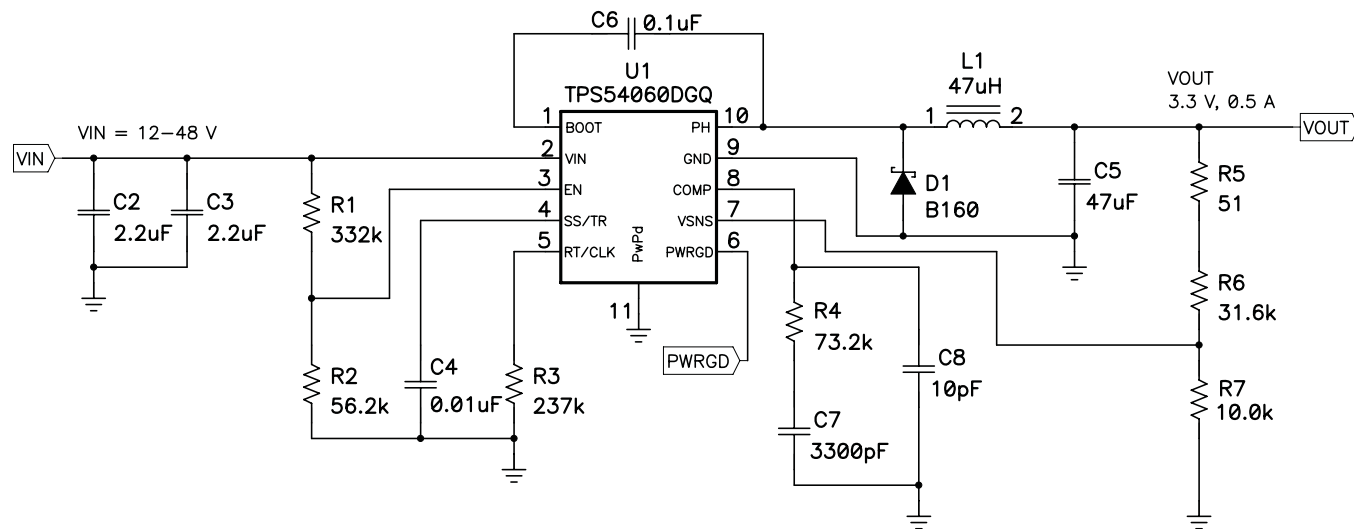 C6
0.1uF
U1
TPS54060DGQ
L1
47uH
VOUT
3.3 V, 0.5 A
VIN = 12-48 V
VIN
1
BOOT
PH
10
1
2
VOUT
2
VIN
GND
9
3
EN
COMP
8
4
SS/TR
VSNS
7
5
RT/CLK
PwPd
PWRGD
6
11
C2
2.2uF
C3
2.2uF
R1
332k
D1
B160
C5
47uF
R5
51
R6
31.6k
R4
73.2k
PWRGD
C8
10pF
R2
56.2k
C4
0.01uF
R3
237k
R7
10.0k
C7
3300pF